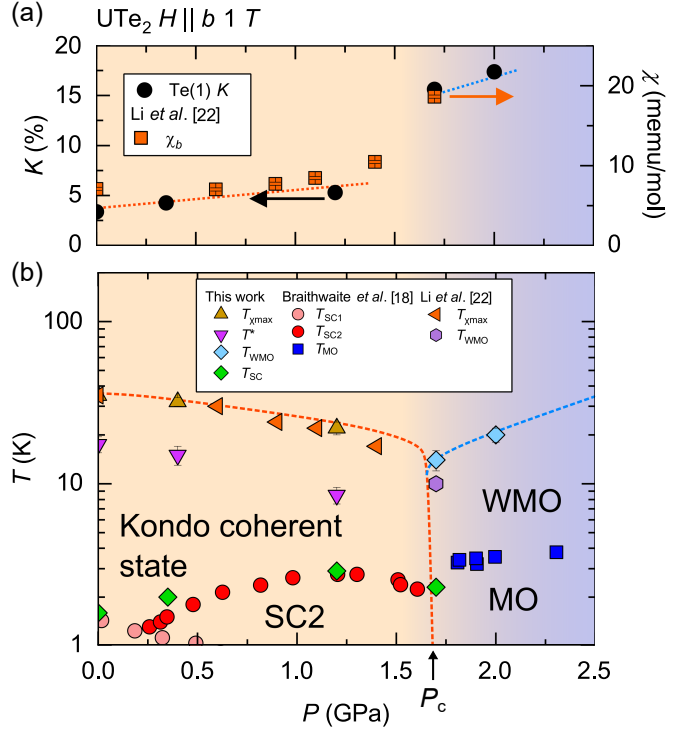 (a)
UTe2 H || b 1 T
20
15
10
5
0
K (%)
Te(1) K
Li et al. [22]
χb
30
20
10
0
χ (memu/mol)
(b)
This work
Tχmax
T*
TWMO
TSC
Braithwaite et al. [18]
TSC1
TSC2
TMO
Li et al. [22]
Tχmax
TWMO
100
10
1
T (K)
Kondo coherent
state
SC2
WMO
MO
0.0 0.5 1.0 1.5 2.0 2.5
P (GPa)
Pc